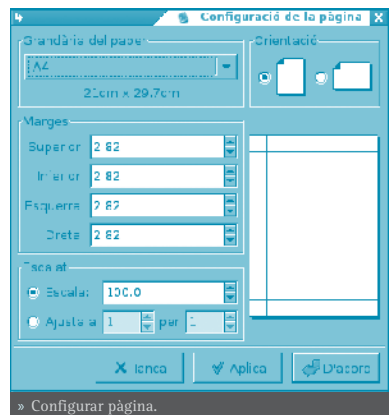 Configuració de la pàgina
Grandària del paper
Orientació
A4
21cm x 29.7cm
Marges
Superior 2.82
Inferior 2.82
Esquerra 2.82
Dreta 2.82
Escalat
Escala: 100.0
Ajusta a 1 per 1
Tanca
Aplica
D'acord
» Configurar pàgina.